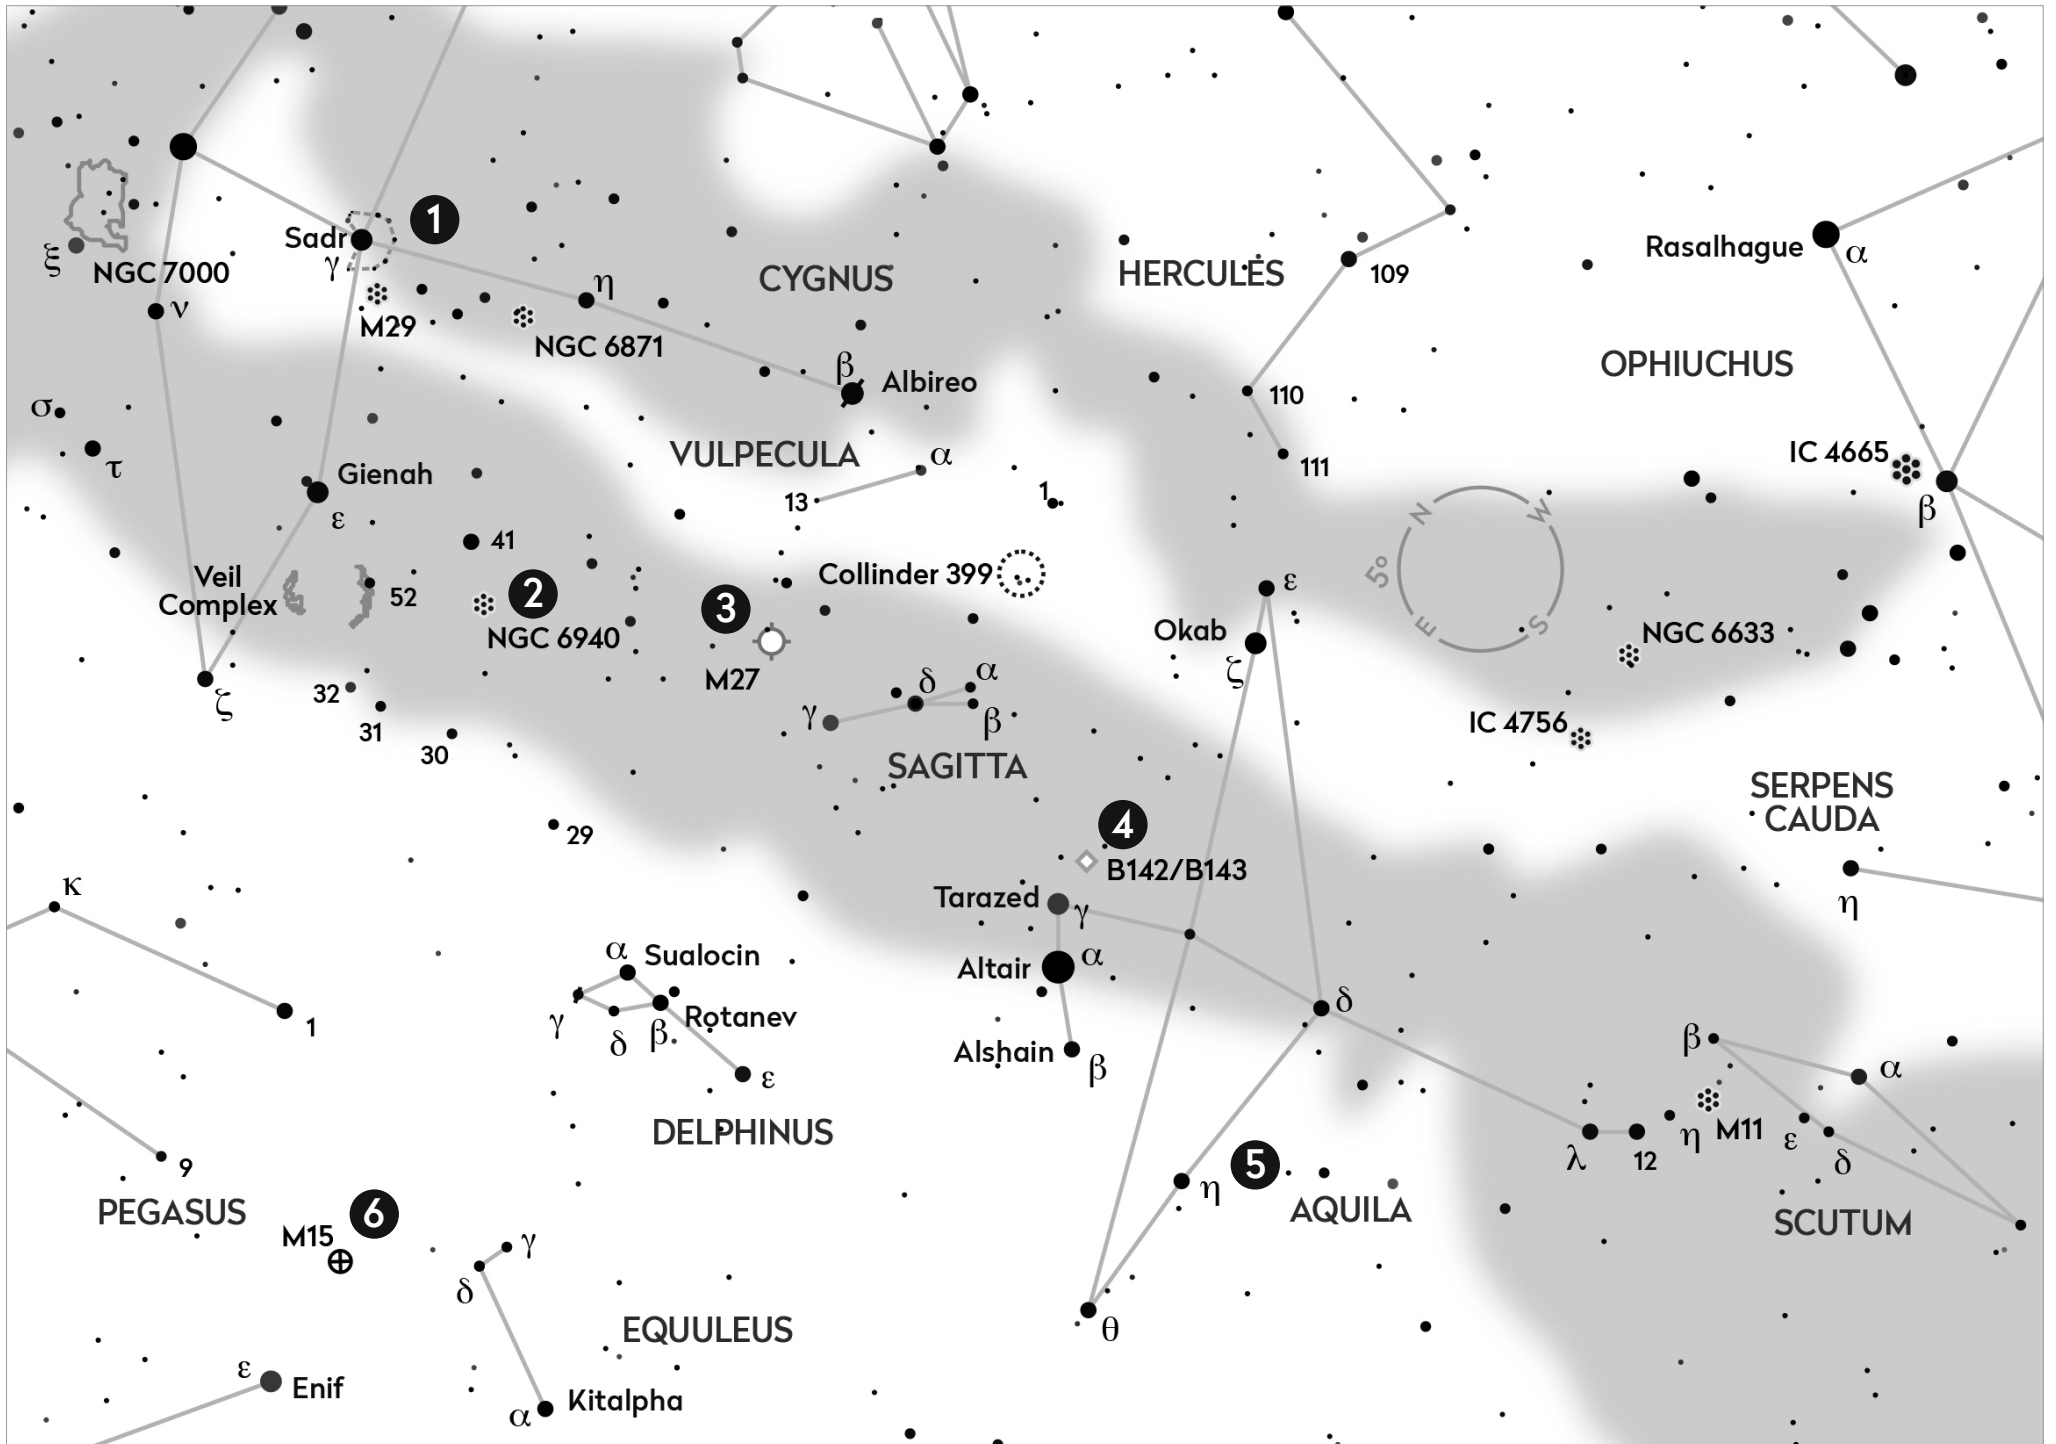 1
Sadr
γ
ξ
NGC 7000
ν
M29
η
NGC 6871
CYGNUS
HERCULES
109
Rasalhague
α
OPHIUCHUS
β
Albireo
110
111
σ
τ
Gienah
ε
VULPECULA
α
13
1
IC 4665
β
N
W
5°
E
S
41
Veil
Complex
52
2
NGC 6940
3
M27
Collinder 399
ε
Okab
ζ
NGC 6633
IC 4756
ζ
32
31
30
29
γ
δ
α
β
SAGITTA
SERPENS
CAUDA
η
4
B142/B143
Tarazed
γ
Altair
α
Alshain
β
δ
κ
1
α
Sualocin
γ
δ
β
Rotanev
ε
DELPHINUS
β
α
M11
η
λ
12
ε
δ
SCUTUM
9
PEGASUS
5
η
AQUILA
6
M15
γ
δ
EQUULEUS
θ
ε
Enif
α
Kitalpha